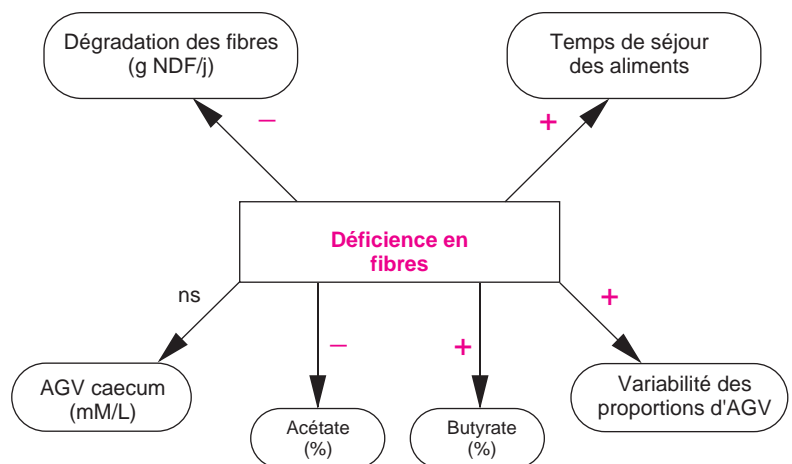 Dégradation des fibres
(g NDF/j)
Temps de séjour
des aliments
–
+
Déficience en
fibres
ns
–
+
+
AGV caecum
(mM/L)
Acétate
(%)
Butyrate
(%)
Variabilité des
proportions d'AGV